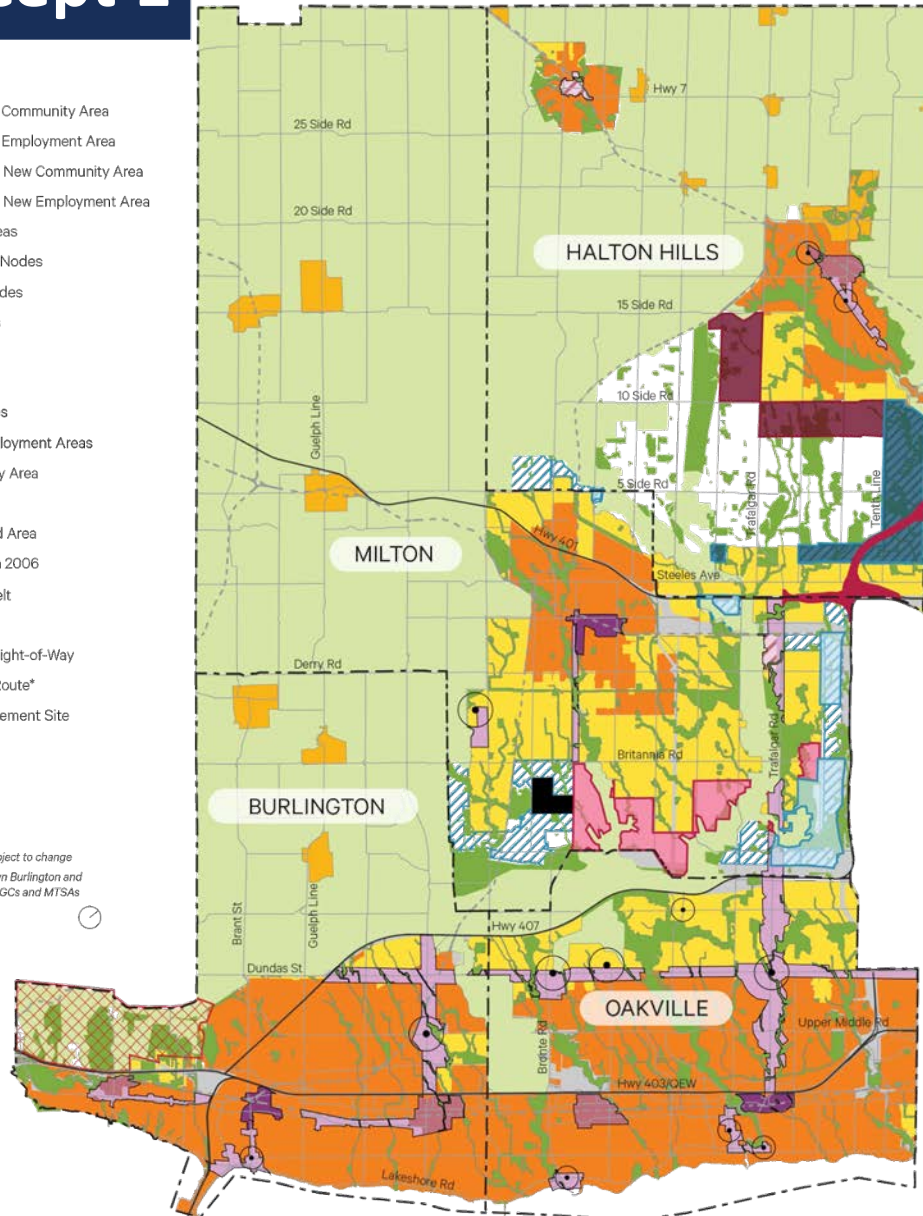 Community Area
Employment Area
New Community Area
New Employment Area
Nodes
ployment Areas
Area
d Area
2006
ight-of-Way
Route*
ement Site
ject to change
n Burlington and
GCs and MTSAs
Hwy 7
25 Side Rd
20 Side Rd
HALTON HILLS
15 Side Rd
10 Side Rd
Guelph Line
5 Side Rd
Trafalgar Rd
Tenth Line
Hwy 401
MILTON
Steeles Ave
Derry Rd
Trafalgar Rd
Britannia Rd
BURLINGTON
Brant St
Guelph Line
Hwy 407
Dundas St
OAKVILLE
Upper Middle Rd
Bronte Rd
Hwy 403/QEW
Lakeshore Rd